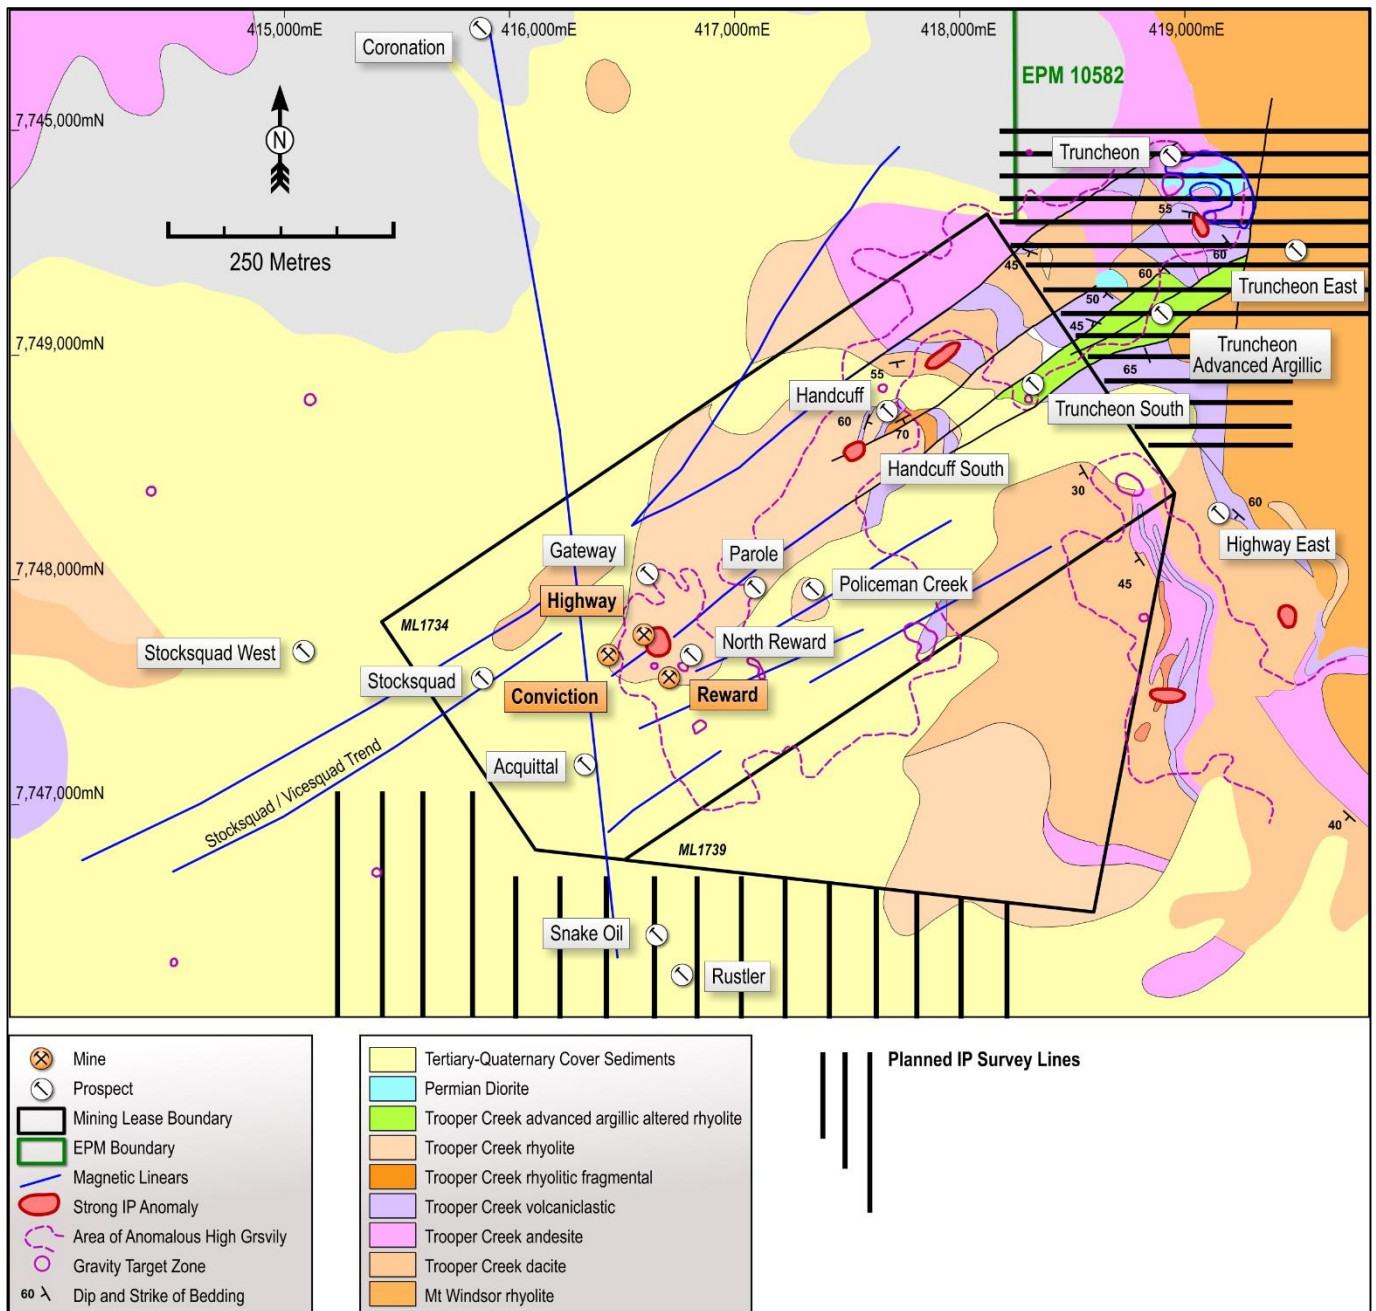 415,000mE
416,000mE
417,000mE
418,000mE
419,000mE
Coronation
EPM 10582
7,745,000mN
N
Truncheon
250 Metres
55
45
60
60
Truncheon East
50
45
7,749,000mN
Truncheon
Advanced Argillic
65
55
Handcuff
Truncheon South
60
70
Handcuff South
30
60
Highway East
Gateway
Parole
7,748,000mN
Policeman Creek
45
Highway
ML1734
North Reward
Stocksquad West
Stocksquad
Conviction
Reward
Stocksquad / Vicesquad Trend
Acquittal
7,747,000mN
40
ML1739
Snake Oil
Rustler
Mine
Prospect
Mining Lease Boundary
EPM Boundary
Magnetic Linears
Strong IP Anomaly
Area of Anomalous High Grsvily
Gravity Target Zone
60 Dip and Strike of Bedding
Tertiary-Quaternary Cover Sediments
Permian Diorite
Trooper Creek advanced argillic altered rhyolite
Trooper Creek rhyolite
Trooper Creek rhyolitic fragmental
Trooper Creek volcaniclastic
Trooper Creek andesite
Trooper Creek dacite
Mt Windsor rhyolite
Planned IP Survey Lines